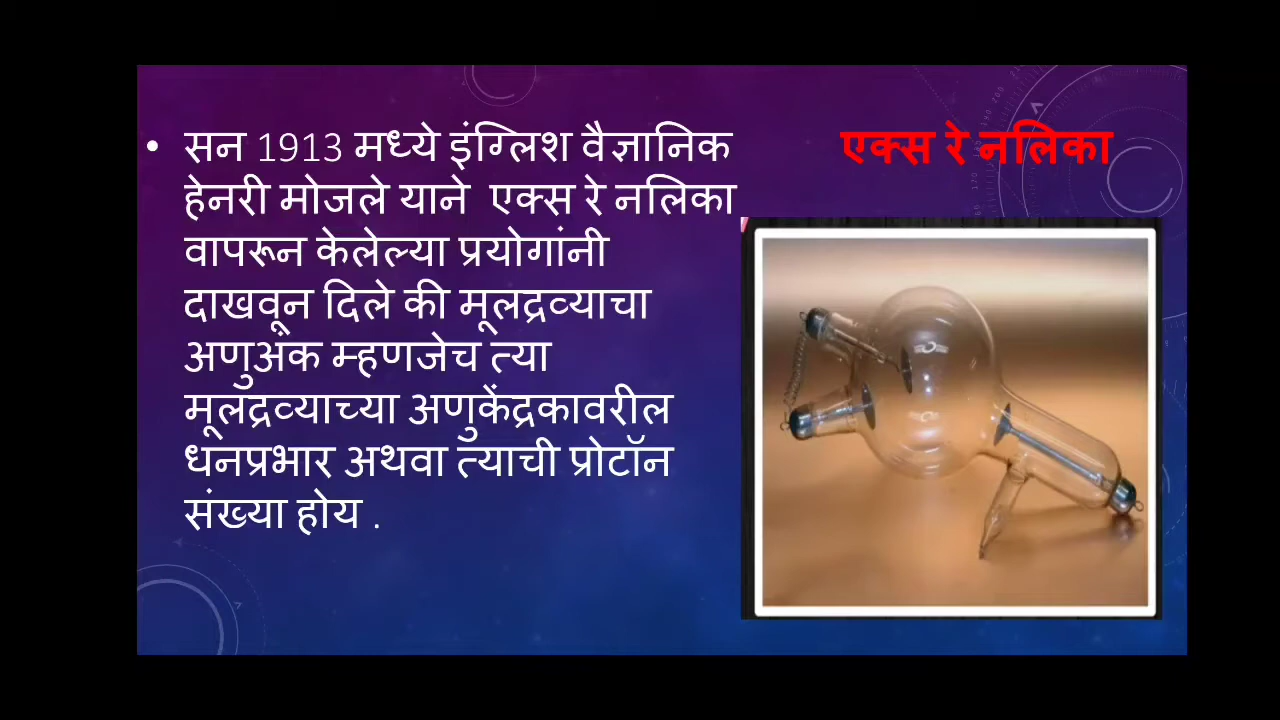 • सन 1913 मध्ये इंग्लिश वैज्ञानिक
हेनरी मोजले याने एक्स रे नलिका
वापरून केलेल्या प्रयोगांनी
दाखवून दिले की मूलद्रव्याचा
अणुअंक म्हणजेच त्या
मूलद्रव्याच्या अणुकेंद्रकावरील
धनप्रभार अथवा त्याची प्रोटॉन
संख्या होय .
एक्स रे नलिका